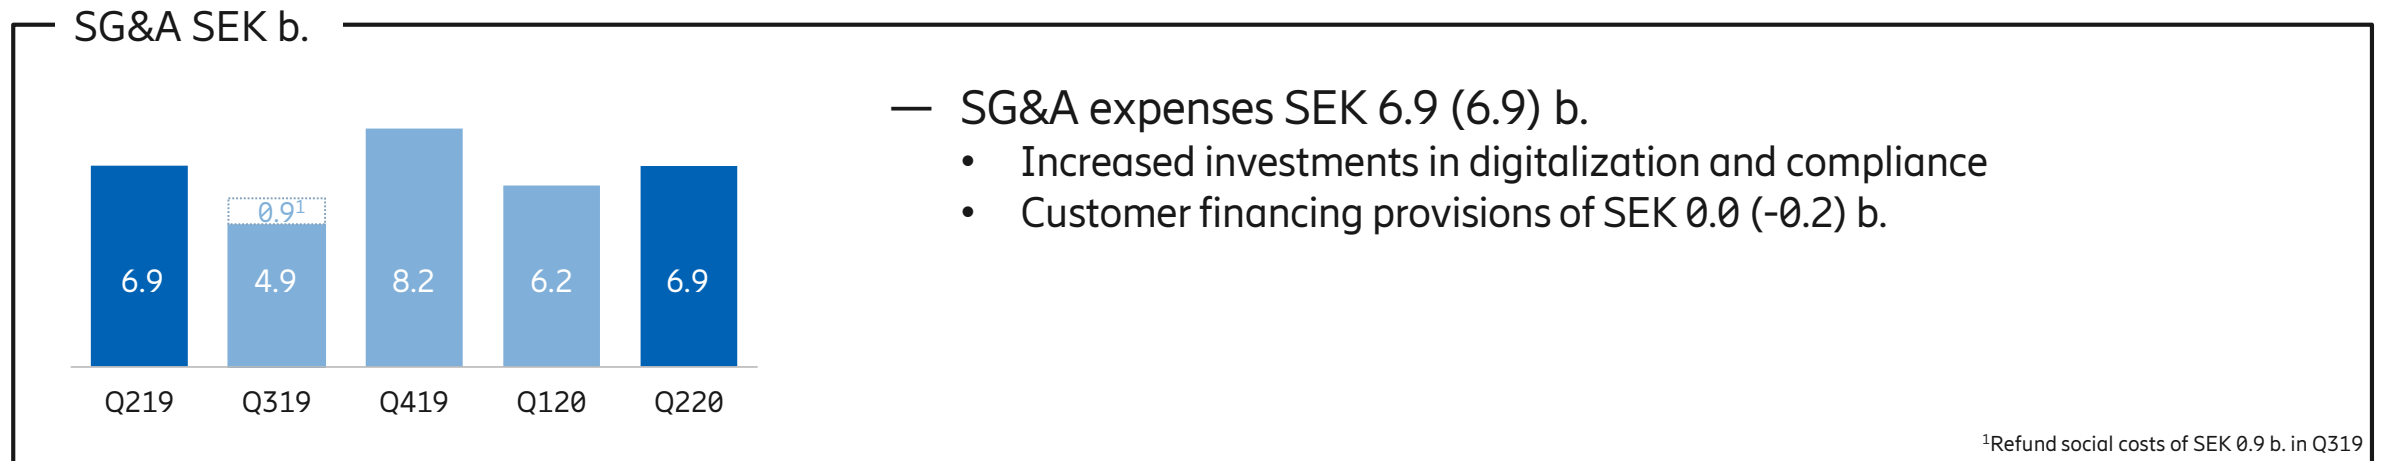 SG&A SEK b.
— SG&A expenses SEK 6.9 (6.9) b.
• Increased investments in digitalization and compliance
• Customer financing provisions of SEK 0.0 (-0.2) b.
0.9¹
6.9 4.9 8.2 6.2 6.9
Q219 Q319 Q419 Q120 Q220
¹Refund social costs of SEK 0.9 b. in Q319